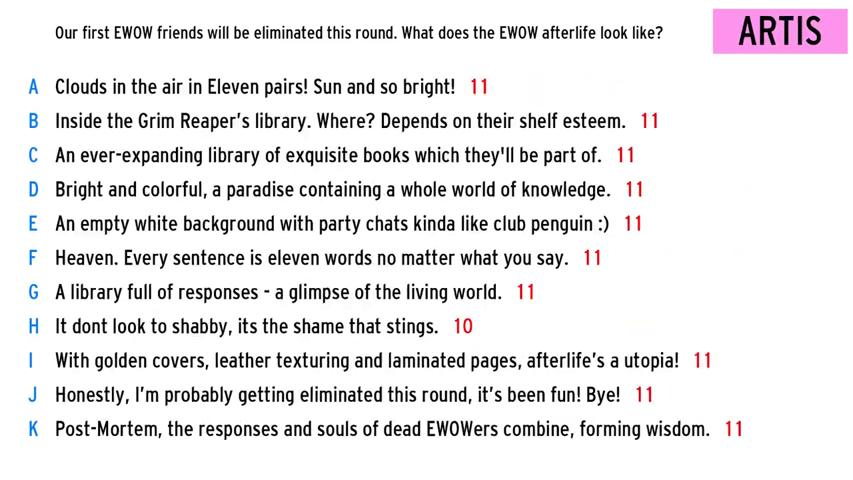 Our first EWOW friends will be eliminated this round. What does the EWOW afterlife look like?
ARTIS
A Clouds in the air in Eleven pairs! Sun and so bright! 11
B Inside the Grim Reaper's library. Where? Depends on their shelf esteem. 11
C An ever-expanding library of exquisite books which they'll be part of. 11
D Bright and colorful, a paradise containing a whole world of knowledge. 11
E An empty white background with party chats kinda like club penguin :) 11
F Heaven. Every sentence is eleven words no matter what you say. 11
G A library full of responses - a glimpse of the living world. 11
H It dont look to shabby, its the shame that stings. 10
I With golden covers, leather texturing and laminated pages, afterlife's a utopia! 11
J Honestly, I'm probably getting eliminated this round, it's been fun! Bye! 11
K Post-Mortem, the responses and souls of dead EWOWers combine, forming wisdom. 11